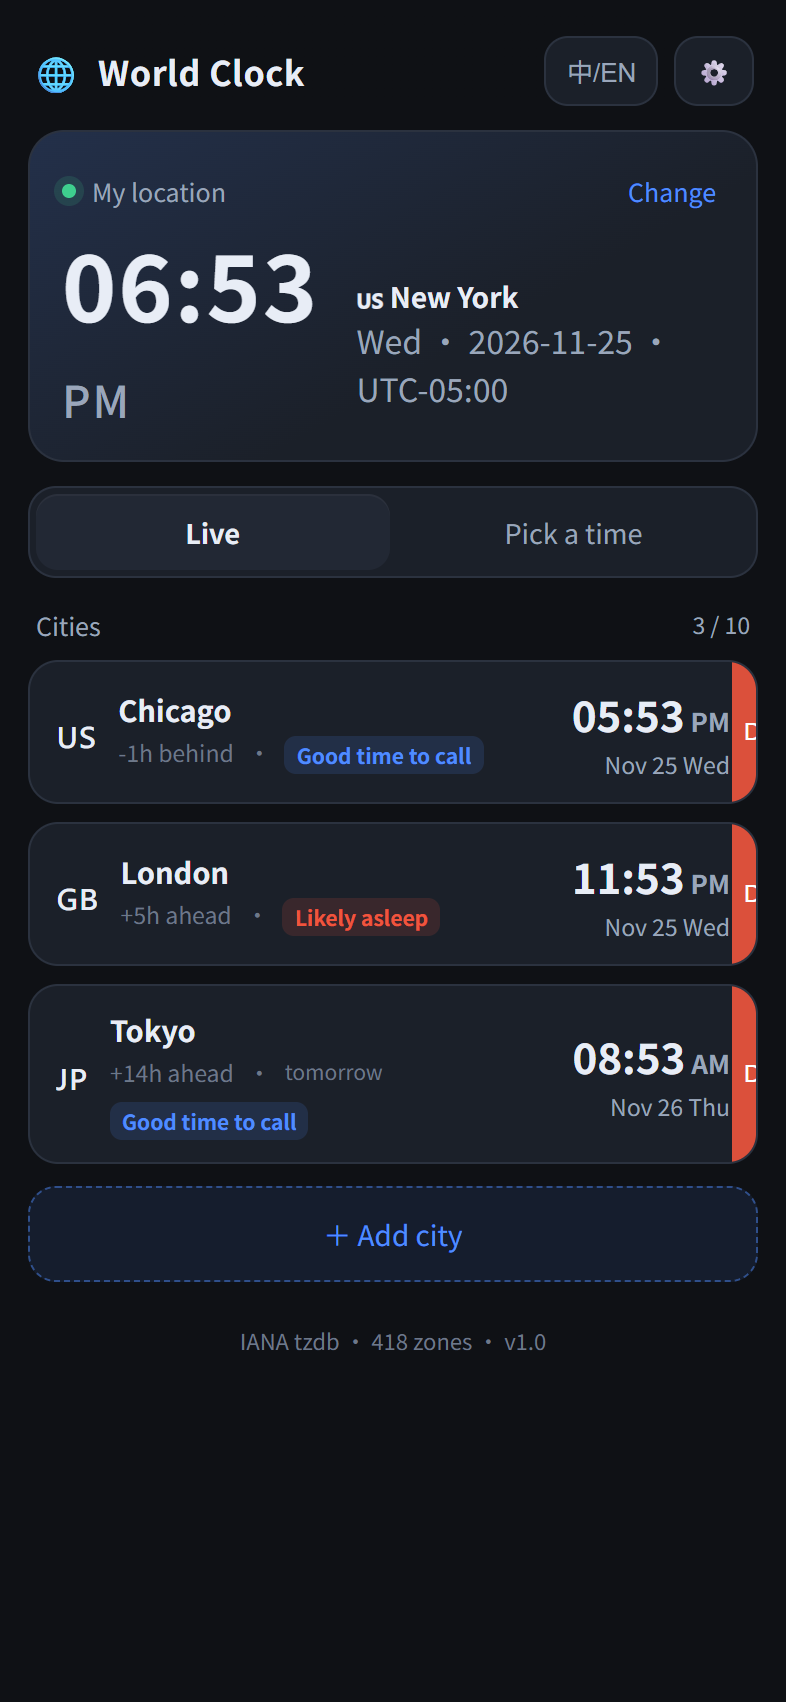 World Clock
中/EN
My location
Change
06:53
PM
US New York
Wed • 2026-11-25 •
UTC-05:00
Live
Pick a time
Cities
3 / 10
US
Chicago
-1h behind • Good time to call
05:53 PM
Nov 25 Wed
GB
London
+5h ahead • Likely asleep
11:53 PM
Nov 25 Wed
JP
Tokyo
+14h ahead • tomorrow
Good time to call
08:53 AM
Nov 26 Thu
+ Add city
IANA tzdb • 418 zones • v1.0